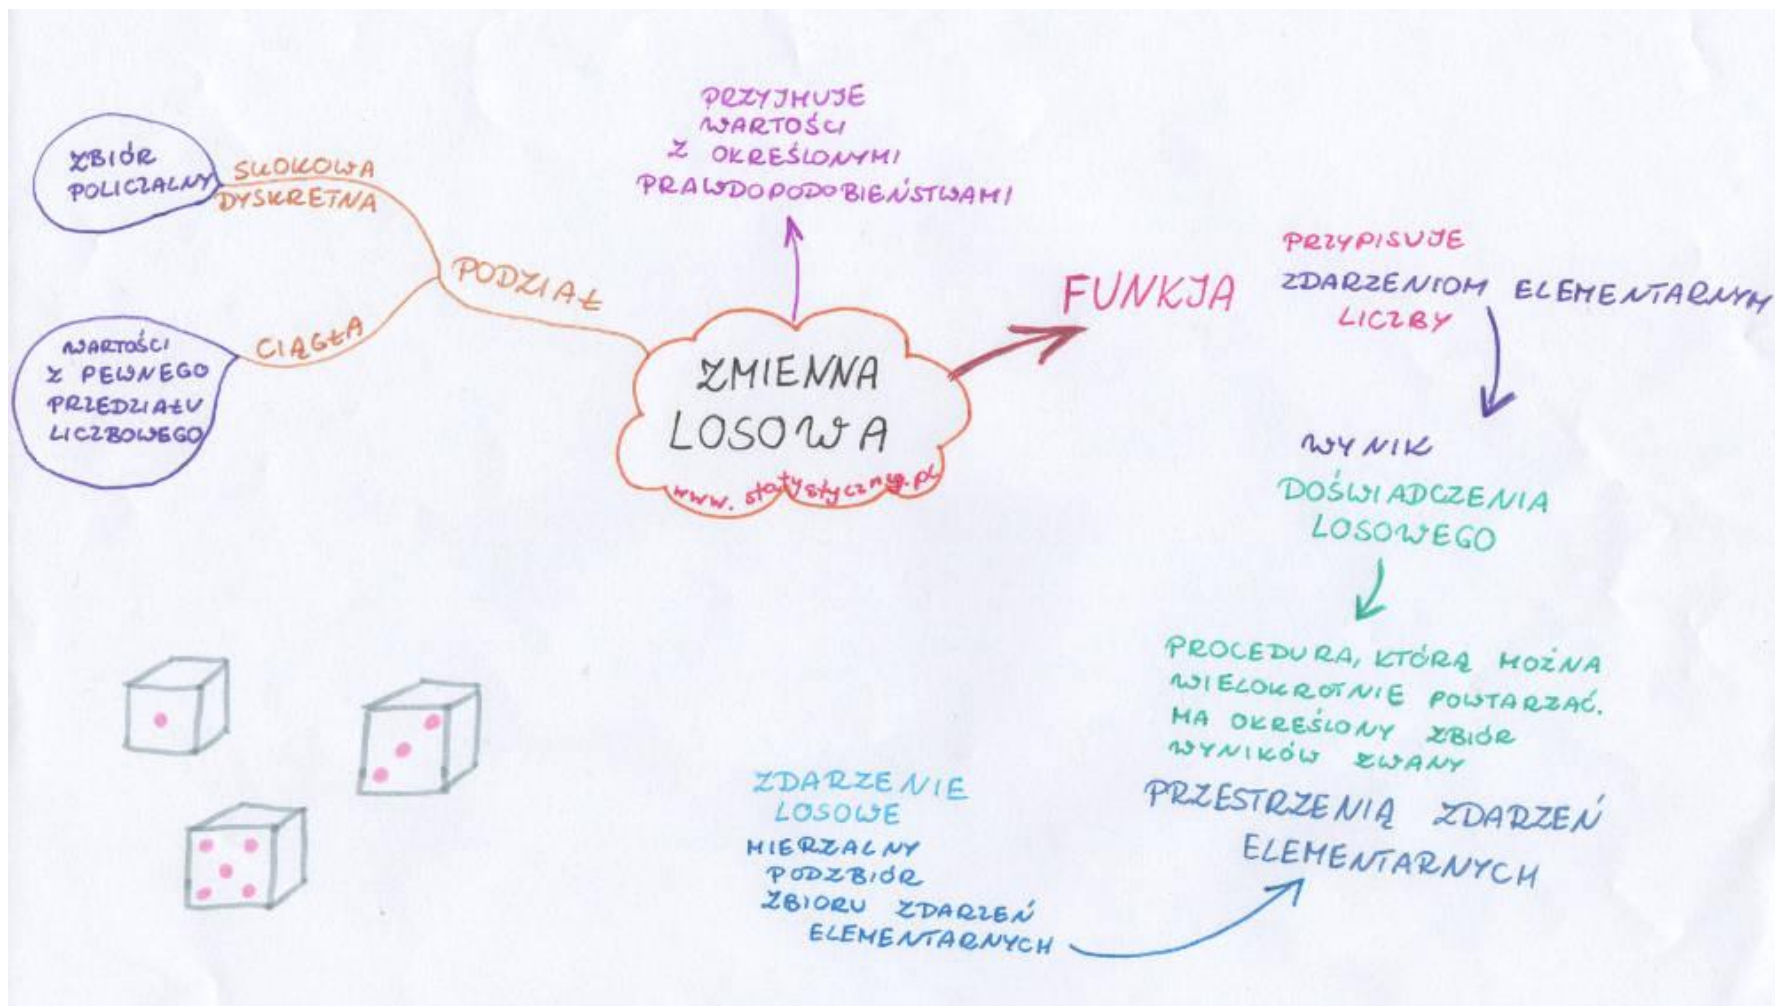 ZBIÓR
POLICZALNY
SKOKOWA
DYSKRETNA
WARTOŚCI
Z PEWNEGO
PRZEDZIAŁU
LICZBOWEGO
CIĄGŁA
PODZIAŁ
PRZYJMUJE
WARTOŚCI
Z OKREŚLONYMI
PRAWDOPODOBIEŃSTWAMI
ZMIENNA
LOSOWA
www.statystyczny.pl
FUNKJA
PRZYPISUJE
ZDARZENIOM ELEMENTARNYM
LICZBY
WYNIK
DOŚWIADCZENIA
LOSOWEGO
PROCEDURA, KTÓRĄ MOŻNA
WIELOKROTNIE POWTARZAĆ.
MA OKREŚLONY ZBIÓR
WYNIKÓW ZWANY
PRZESTRZENIĄ ZDARZEŃ
ELEMENTARNYCH
ZDARZENIE
LOSOWE
MIERZALNY
PODZBIÓR
ZBIORU ZDARZEŃ
ELEMENTARNYCH